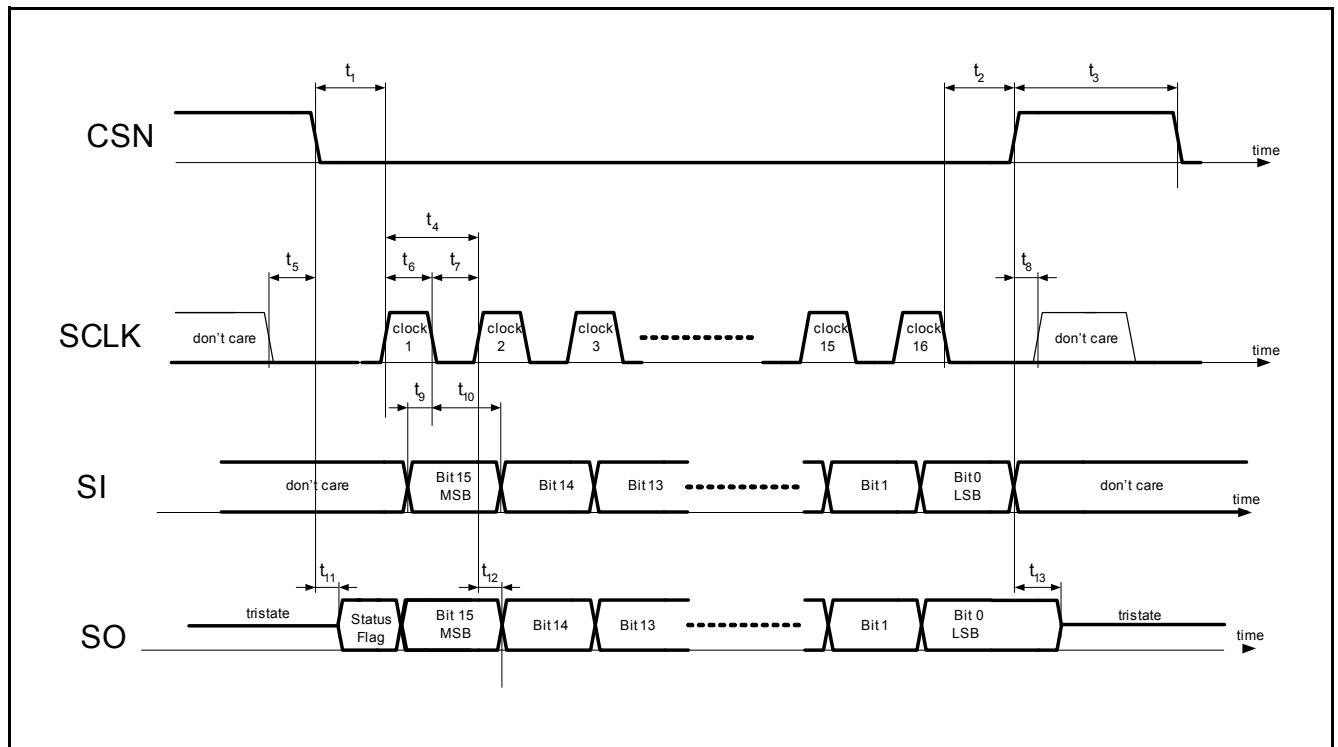 t1
t2
t3
CSN
time
t4
t5
t6
t7
t8
SCLK
don't care
clock
1
clock
2
clock
3
clock
15
clock
16
don't care
time
t9
t10
SI
don't care
Bit 15
MSB
Bit 14
Bit 13
Bit 1
Bit 0
LSB
don't care
time
t11
t12
t13
SO
tristate
Status
Flag
Bit 15
MSB
Bit 14
Bit 13
Bit 1
Bit 0
LSB
tristate
time